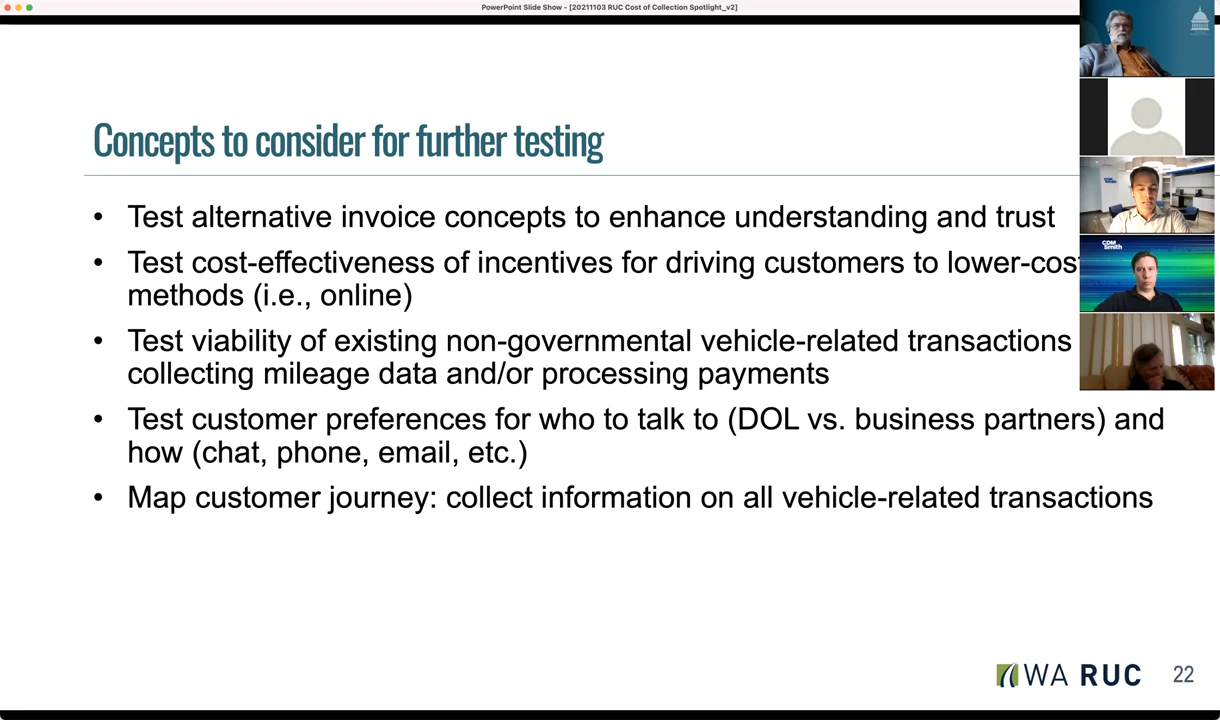 PowerPoint Slide Show - [20211103 RUC Cost of Collection Spotlight_v2]
Concepts to consider for further testing
• Test alternative invoice concepts to enhance understanding and trust
• Test cost-effectiveness of incentives for driving customers to lower-cost
methods (i.e., online)
• Test viability of existing non-governmental vehicle-related transactions
collecting mileage data and/or processing payments
• Test customer preferences for who to talk to (DOL vs. business partners) and
how (chat, phone, email, etc.)
• Map customer journey: collect information on all vehicle-related transactions
CDM
Smith
WA RUC
22